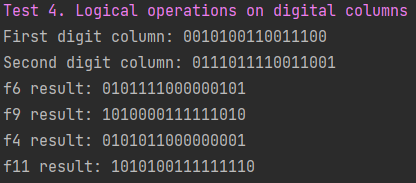 Test 4. Logical operations on digital columns
First digit column: 0010100110011100
Second digit column: 0111011110011001
f6 result: 0101111000000101
f9 result: 1010000111111010
f4 result: 0101011000000001
f11 result: 1010100111111110